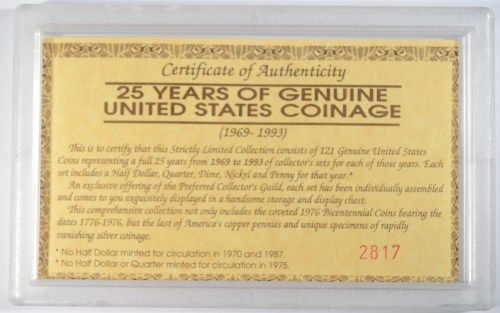 Certificate of Authenticity
25 YEARS OF GENUINE
UNITED STATES COINAGE
(1969- 1993)
This is to certify that this Strictly Limited Collection consists of 121 Genuine United States
Coins representing a full 25 years from 1969 to 1993 of collector's sets for each of those years. Each
set includes a Half Dollar, Quarter, Dime, Nickel and Penny for that year.*
An exclusive offering of the Preferred Collector's Guild, each set has been individually assembled
and comes to you exquisitely displayed in a handsome storage and display chest.
This comprehensive collection not only includes the coveted 1976 Bicentennial Coins bearing the
dates 1776-1976, but the last of America's copper pennies and unique specimens of rapidly
vanishing silver coinage.
* No Half Dollar minted for circulation in 1970 and 1987.
* No Half Dollar or Quarter minted for circulation in 1975.
2817